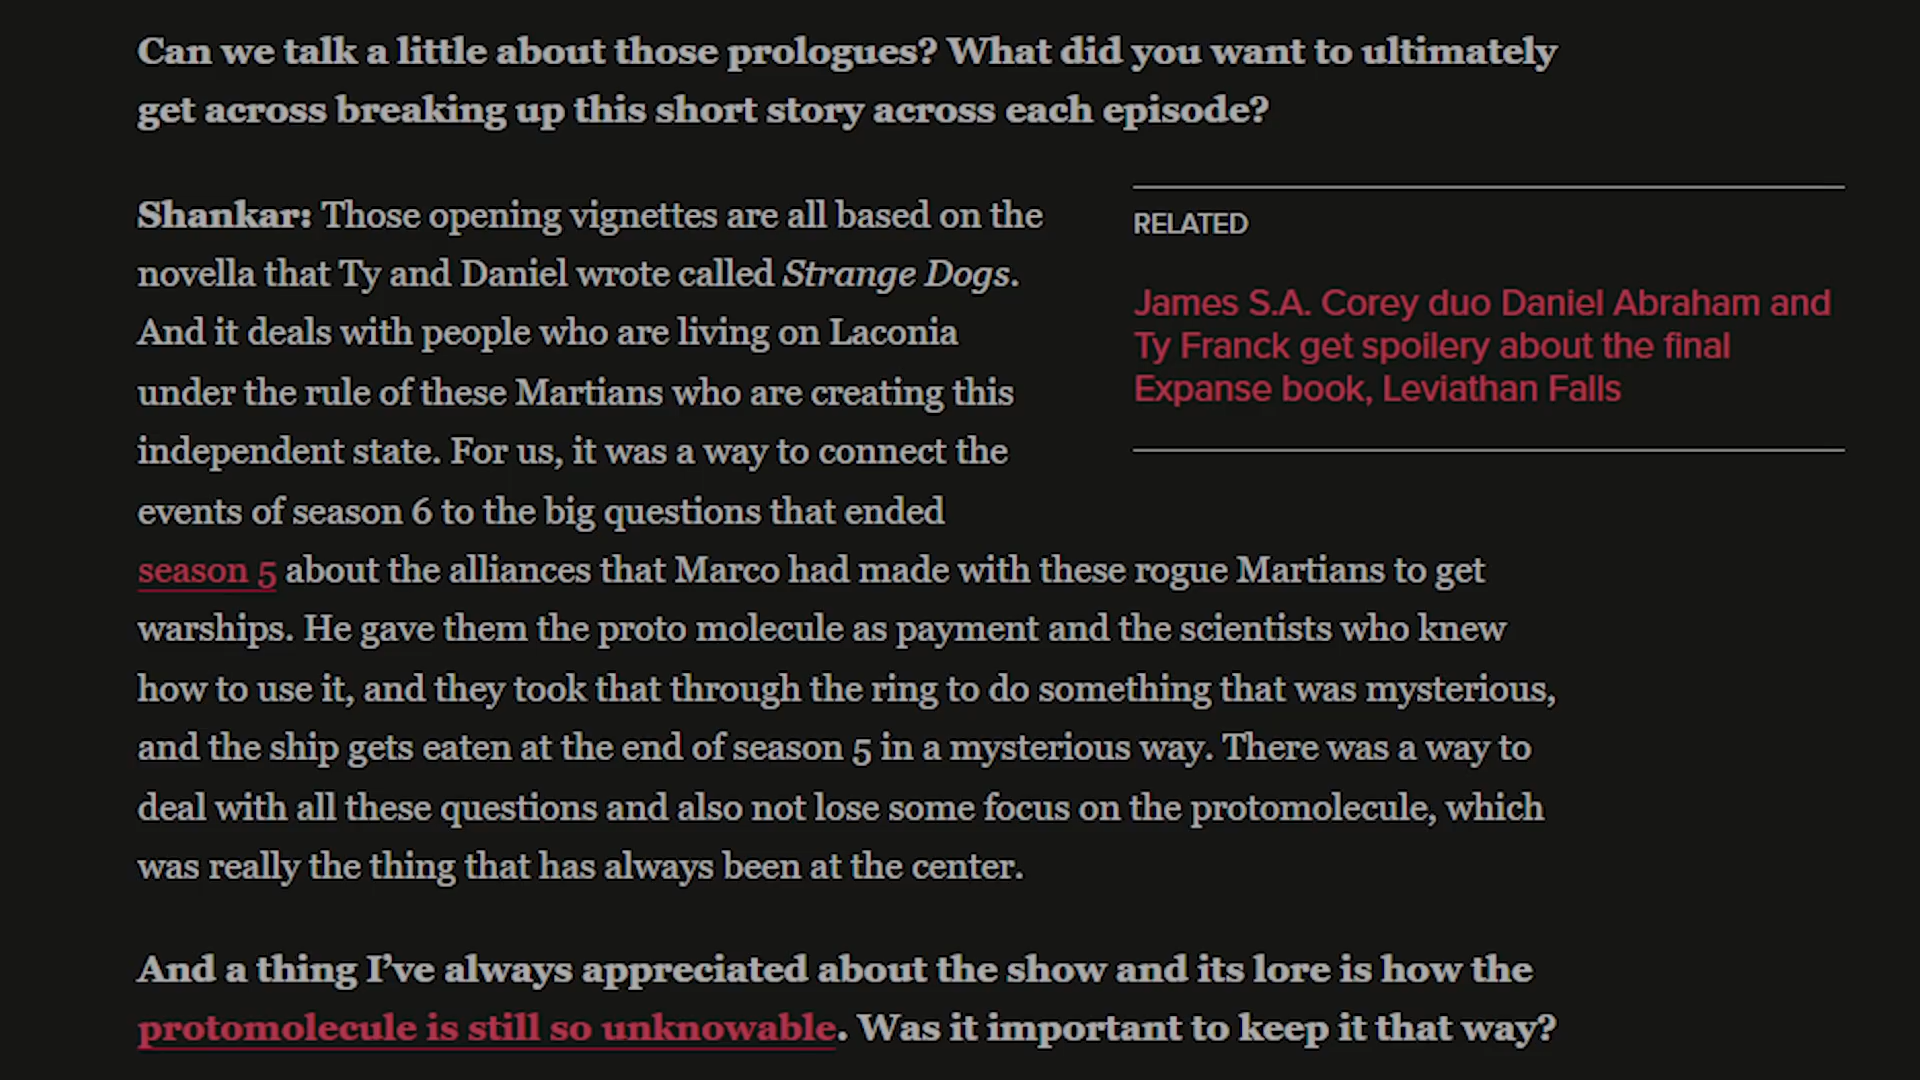 Can we talk a little about those prologues? What did you want to ultimately
get across breaking up this short story across each episode?
Shankar: Those opening vignettes are all based on the
novella that Ty and Daniel wrote called Strange Dogs.
And it deals with people who are living on Laconia
under the rule of these Martians who are creating this
independent state. For us, it was a way to connect the
events of season 6 to the big questions that ended
season 5 about the alliances that Marco had made with these rogue Martians to get
warships. He gave them the proto molecule as payment and the scientists who knew
how to use it, and they took that through the ring to do something that was mysterious,
and the ship gets eaten at the end of season 5 in a mysterious way. There was a way to
deal with all these questions and also not lose some focus on the protomolecule, which
was really the thing that has always been at the center.
RELATED
James S.A. Corey duo Daniel Abraham and
Ty Franck get spoilery about the final
Expanse book, Leviathan Falls
And a thing I’ve always appreciated about the show and its lore is how the
protomolecule is still so unknowable. Was it important to keep it that way?